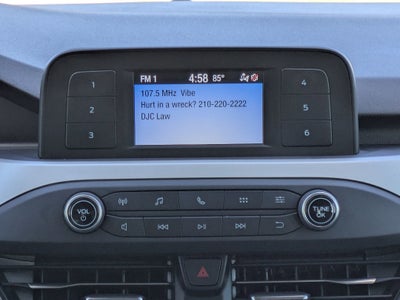 FM 1 4:58 85°
107.5 MHz Vibe
Hurt in a wreck? 210-220-2222
DJC Law
1
2
3
4
5
6
VOL
TUNE
OK